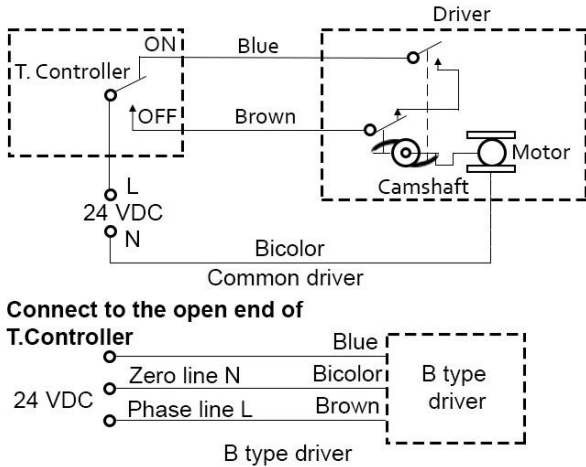 Driver
ON
Blue
T. Controller
OFF
Brown
Motor
Camshaft
L
24 VDC
N
Bicolor
Common driver
Connect to the open end of
T.Controller
Blue
Zero line N
Bicolor
24 VDC
Phase line L
Brown
B type
driver
B type driver